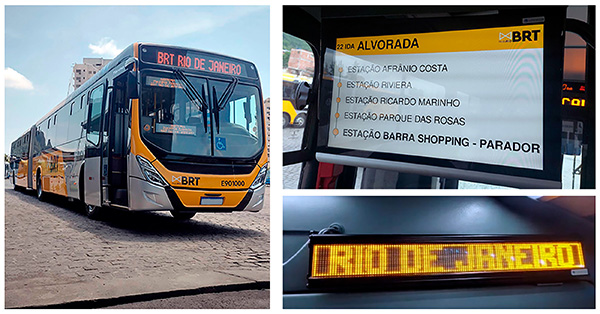 BRT RIO DE JANEIRO
BRT
E901000
22 IDA ALVORADA
BRT
ESTAÇÃO AFRÂNIO COSTA
ESTAÇÃO RIVIERA
ESTAÇÃO RICARDO MARINHO
ESTAÇÃO PARQUE DAS ROSAS
ESTAÇÃO BARRA SHOPPING - PARADOR
RIO DE JANEIRO